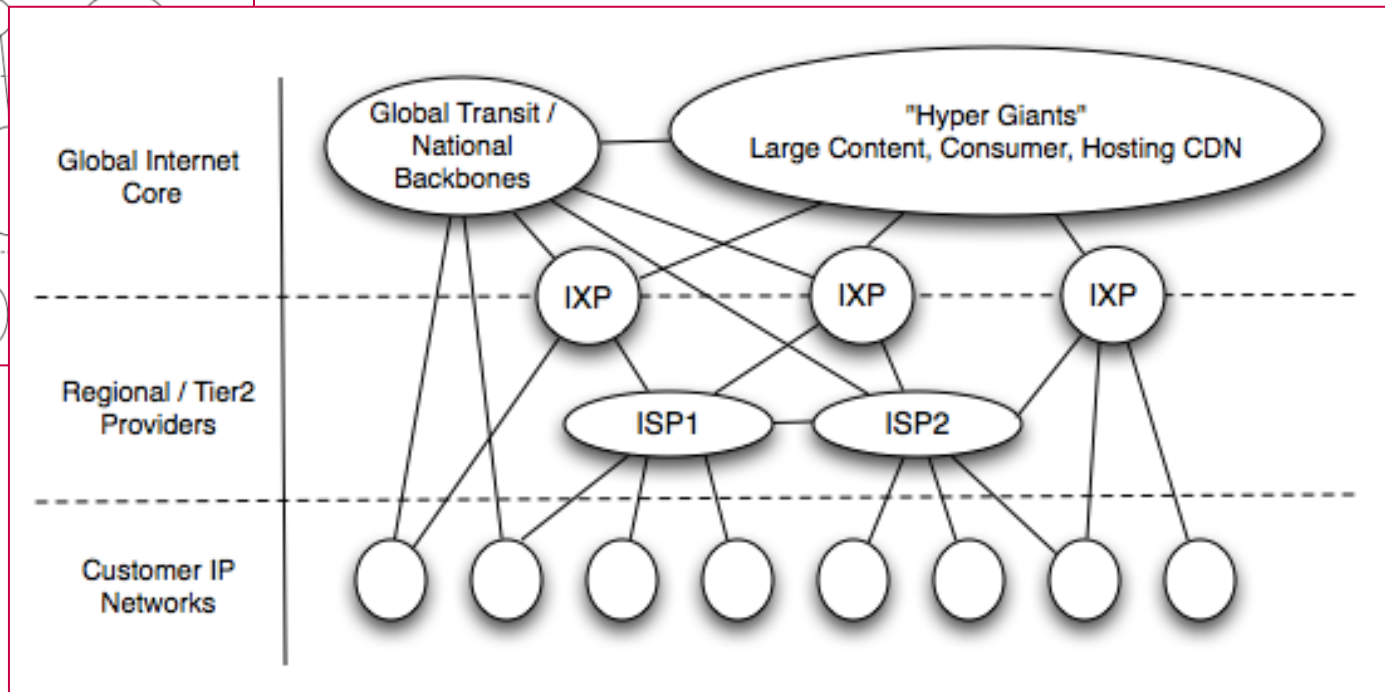 Global Internet
Core
Global Transit /
National
Backbones
"Hyper Giants"
Large Content, Consumer, Hosting CDN
IXP
IXP
IXP
Regional / Tier2
Providers
ISP1
ISP2
Customer IP
Networks